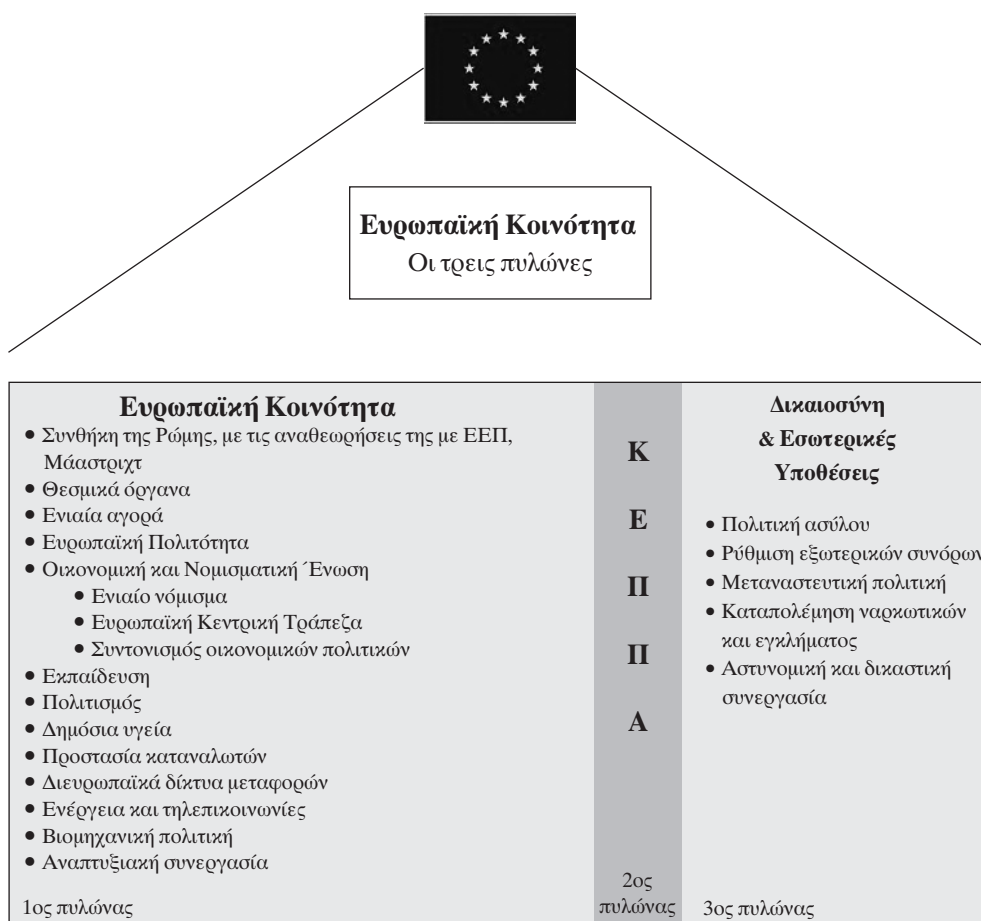 Ευρωπαϊκή Κοινότητα
Οι τρεις πυλώνες
Ευρωπαϊκή Κοινότητα
● Συνθήκη της Ρώμης, με τις αναθεωρήσεις της με ΕΕΠ,
Μάαστριχτ
● Θεσμικά όργανα
● Ενιαία αγορά
● Ευρωπαϊκή Πολιτότητα
● Οικονομική και Νομισματική Ένωση
● Ενιαίο νόμισμα
● Ευρωπαϊκή Κεντρική Τράπεζα
● Συντονισμός οικονομικών πολιτικών
● Εκπαίδευση
● Πολιτισμός
● Δημόσια υγεία
● Προστασία καταναλωτών
● Διευρωπαϊκά δίκτυα μεταφορών
● Ενέργεια και τηλεπικοινωνίες
● Βιομηχανική πολιτική
● Αναπτυξιακή συνεργασία
1ος πυλώνας
Κ
Ε
Π
Π
Α
2ος
πυλώνας
Δικαιοσύνη
& Εσωτερικές
Υποθέσεις
● Πολιτική ασύλου
● Ρύθμιση εξωτερικών συνόρων
● Μεταναστευτική πολιτική
● Καταπολέμηση ναρκωτικών
και εγκλήματος
● Αστυνομική και δικαστική
συνεργασία
3ος πυλώνας